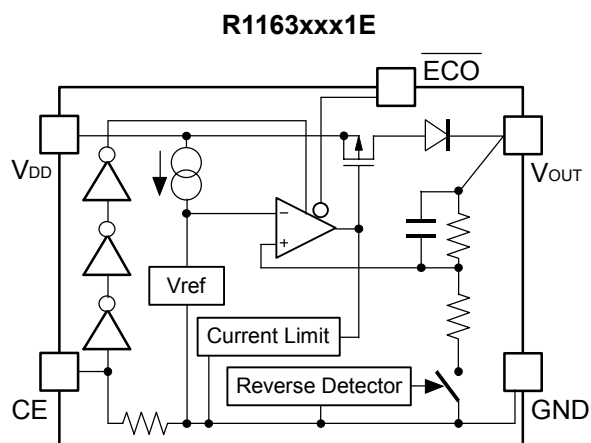 R1163xxx1E
ECO
VDD
VOUT
−
+
Vref
Current Limit
Reverse Detector
CE
GND